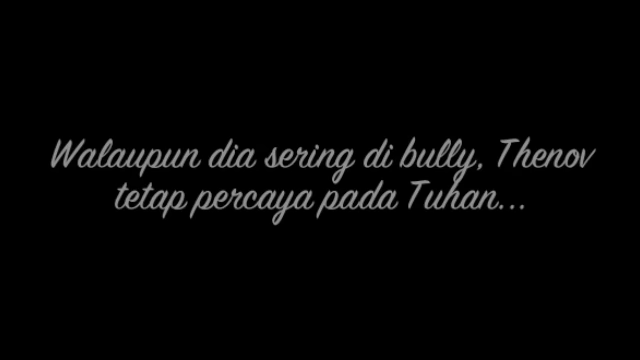 Walaupun dia sering di bully, Thenov
tetap percaya pada Tuhan...